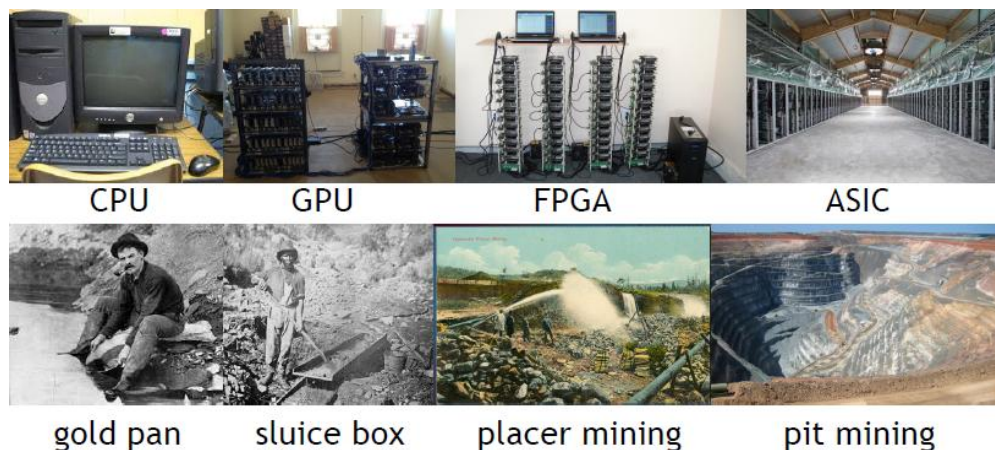 CPU GPU FPGA ASIC
gold pan sluice box placer mining pit mining